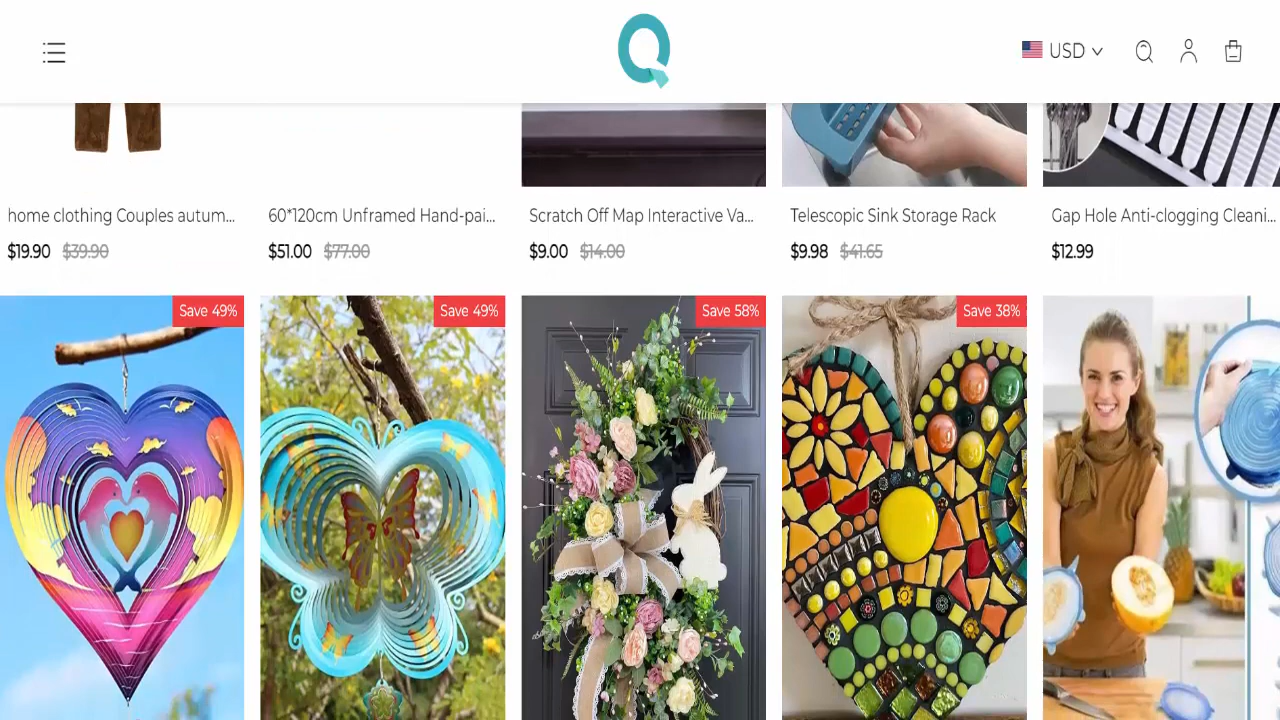 USD
home clothing Couples autum...
60*120cm Unframed Hand-pai...
Scratch Off Map Interactive Va...
Telescopic Sink Storage Rack
Gap Hole Anti-clogging Cleani...
$19.90 $39.90
$51.00 $77.00
$9.00 $14.00
$9.98 $41.65
$12.99
Save 49%
Save 49%
Save 58%
Save 38%